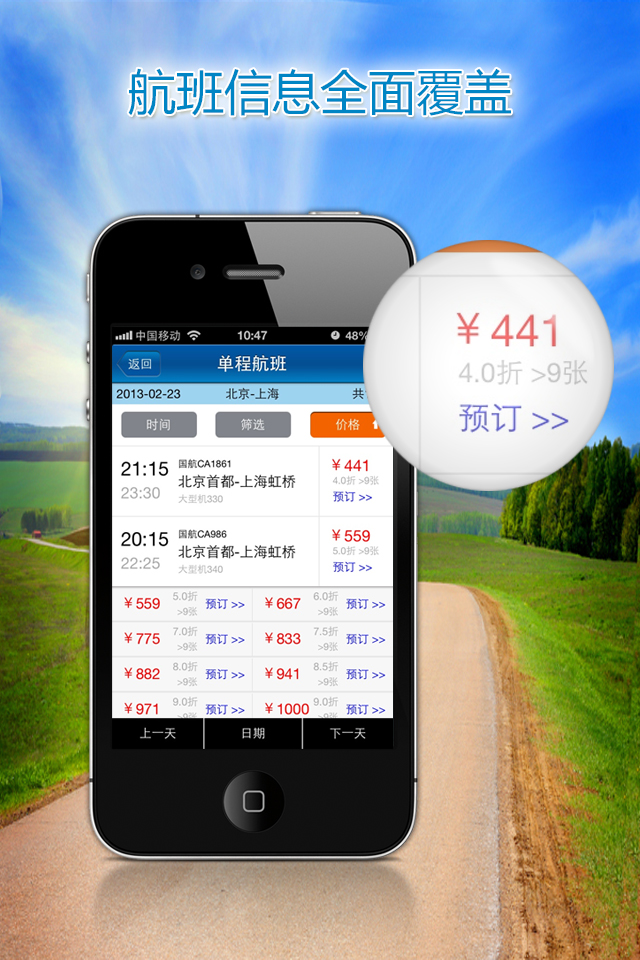 航班信息全面覆盖
中国移动 10:47 48%
返回 单程航班
2013-02-23 北京-上海 共
时间 筛选 价格
21:15 国航CA1861 ¥441
23:30 北京首都-上海虹桥 4.0折 >9张
大型机330 预订 >>
20:15 国航CA986 ¥559
22:25 北京首都-上海虹桥 5.0折 >9张
大型机340 预订 >>
¥559 5.0折 >9张 预订 >> ¥667 6.0折 >9张 预订 >>
¥775 7.0折 >9张 预订 >> ¥833 7.5折 >9张 预订 >>
¥882 8.0折 >9张 预订 >> ¥941 8.5折 >9张 预订 >>
¥971 9.0折 >9张 预订 >> ¥1000 9.0折 >9张 预订 >>
上一天 日期 下一天
¥441
4.0折 >9张
预订 >>